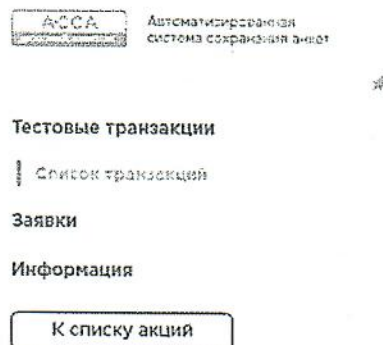 АССА
Автоматизированная
система сохранения анкет
Тестовые транзакции
Список транзакций
Заявки
Информация
К списку акций